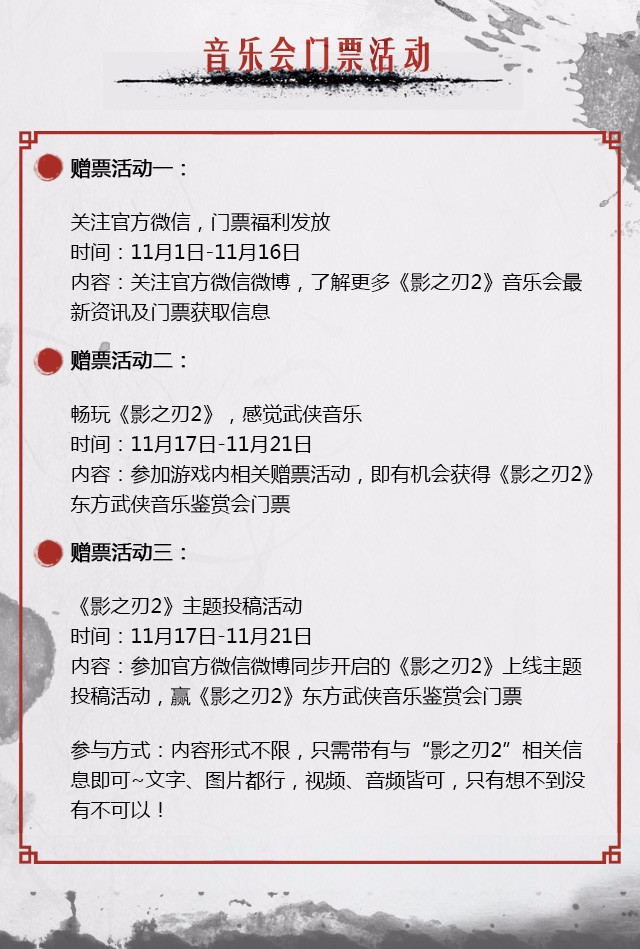 音乐会门票活动
赠票活动一：
关注官方微信，门票福利发放
时间：11月1日-11月16日
内容：关注官方微信微博，了解更多《影之刃2》音乐会最
新资讯及门票获取信息
赠票活动二：
畅玩《影之刃2》，感觉武侠音乐
时间：11月17日-11月21日
内容：参加游戏内相关赠票活动，即有机会获得《影之刃2》
东方武侠音乐鉴赏会门票
赠票活动三：
《影之刃2》主题投稿活动
时间：11月17日-11月21日
内容：参加官方微信微博同步开启的《影之刃2》上线主题
投稿活动，赢《影之刃2》东方武侠音乐鉴赏会门票
参与方式：内容形式不限，只需带有与“影之刃2”相关信
息即可~文字、图片都行，视频、音频皆可，只有想不到没
有不可以！